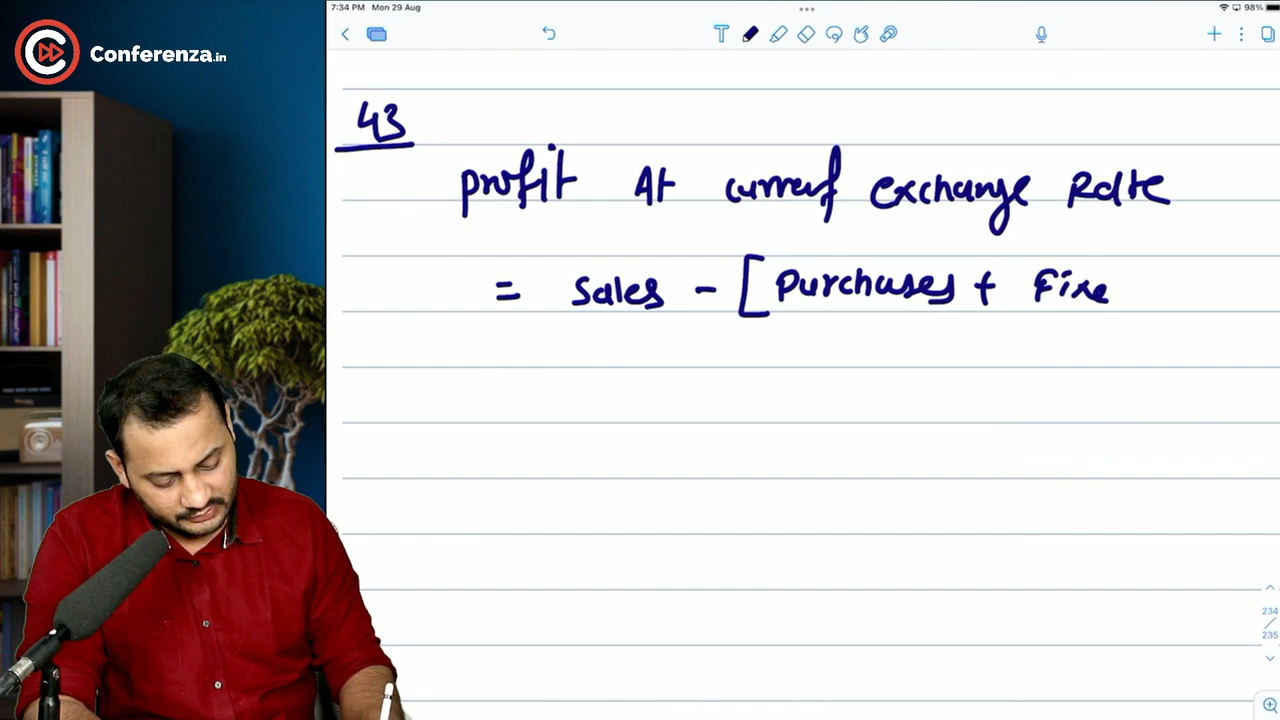 7:34 PM Mon 29 Aug
98%
Conferenza.in
43
Profit At current exchange Rate
= Sales - [Purchases + Fixe
234
235